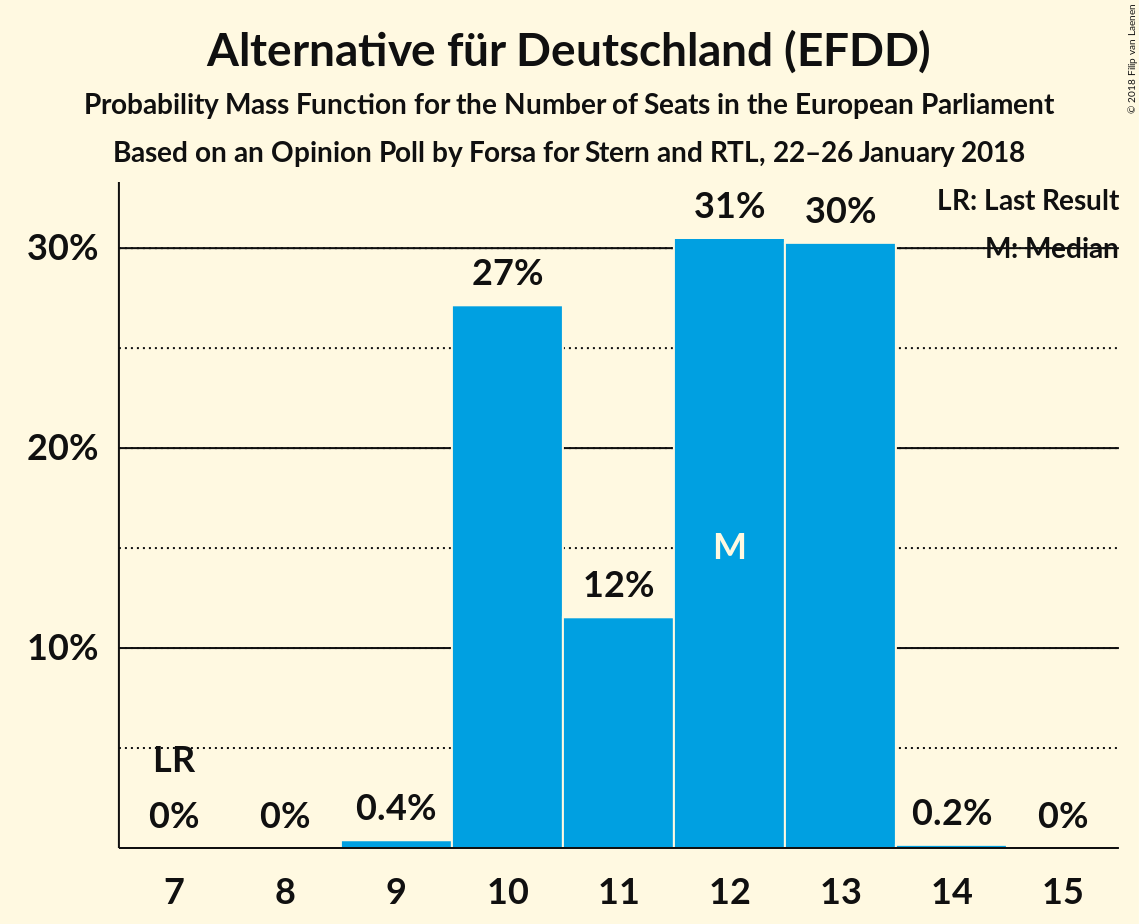 Alternative für Deutschland (EFDD)
Probability Mass Function for the Number of Seats in the European Parliament
Based on an Opinion Poll by Forsa for Stern and RTL, 22–26 January 2018
© 2018 Filip van Laenen
LR: Last Result
M: Median
30%
20%
10%
31%
30%
27%
M
12%
LR
0%
0%
0.4%
0.2%
0%
7 8 9 10 11 12 13 14 15